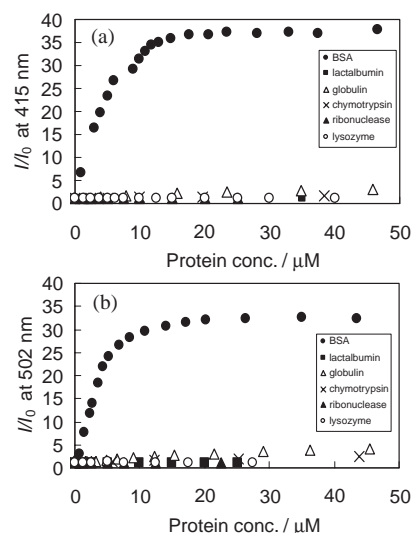 (a)
I/I0 at 415 nm
40
35
30
25
20
15
10
5
0
BSA
lactalbumin
globulin
chymotrypsin
ribonuclease
lysozyme
0 10 20 30 40 50
Protein conc. / μM
(b)
I/I0 at 502 nm
40
35
30
25
20
15
10
5
0
BSA
lactalbumin
globulin
chymotrypsin
ribonuclease
lysozyme
0 10 20 30 40 50
Protein conc. / μM